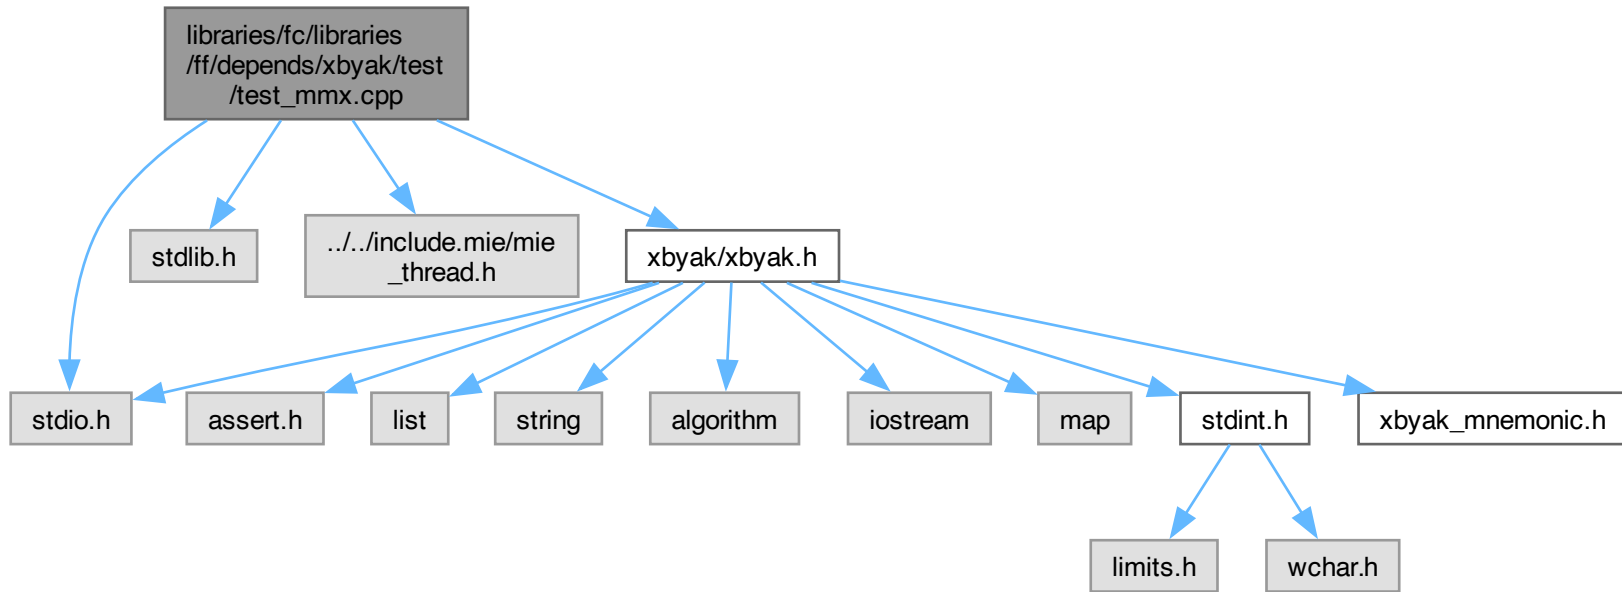 libraries/fc/libraries
/ff/depends/xbyak/test
/test_mmx.cpp
stdlib.h
../../include.mie/mie
_thread.h
xbyak/xbyak.h
stdio.h
assert.h
list
string
algorithm
iostream
map
stdint.h
xbyak_mnemonic.h
limits.h
wchar.h